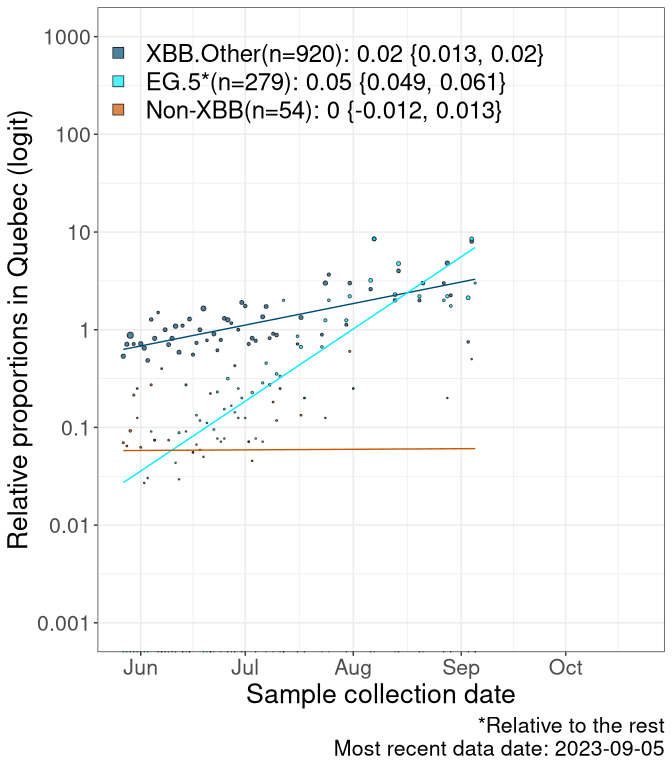 XBB.Other(n=920): 0.02 {0.013, 0.02}
EG.5*(n=279): 0.05 {0.049, 0.061}
Non-XBB(n=54): 0 {-0.012, 0.013}
Relative proportions in Quebec (logit)
1000
100
10
1
0.1
0.01
0.001
Jun Jul Aug Sep Oct
Sample collection date
*Relative to the rest
Most recent data date: 2023-09-05